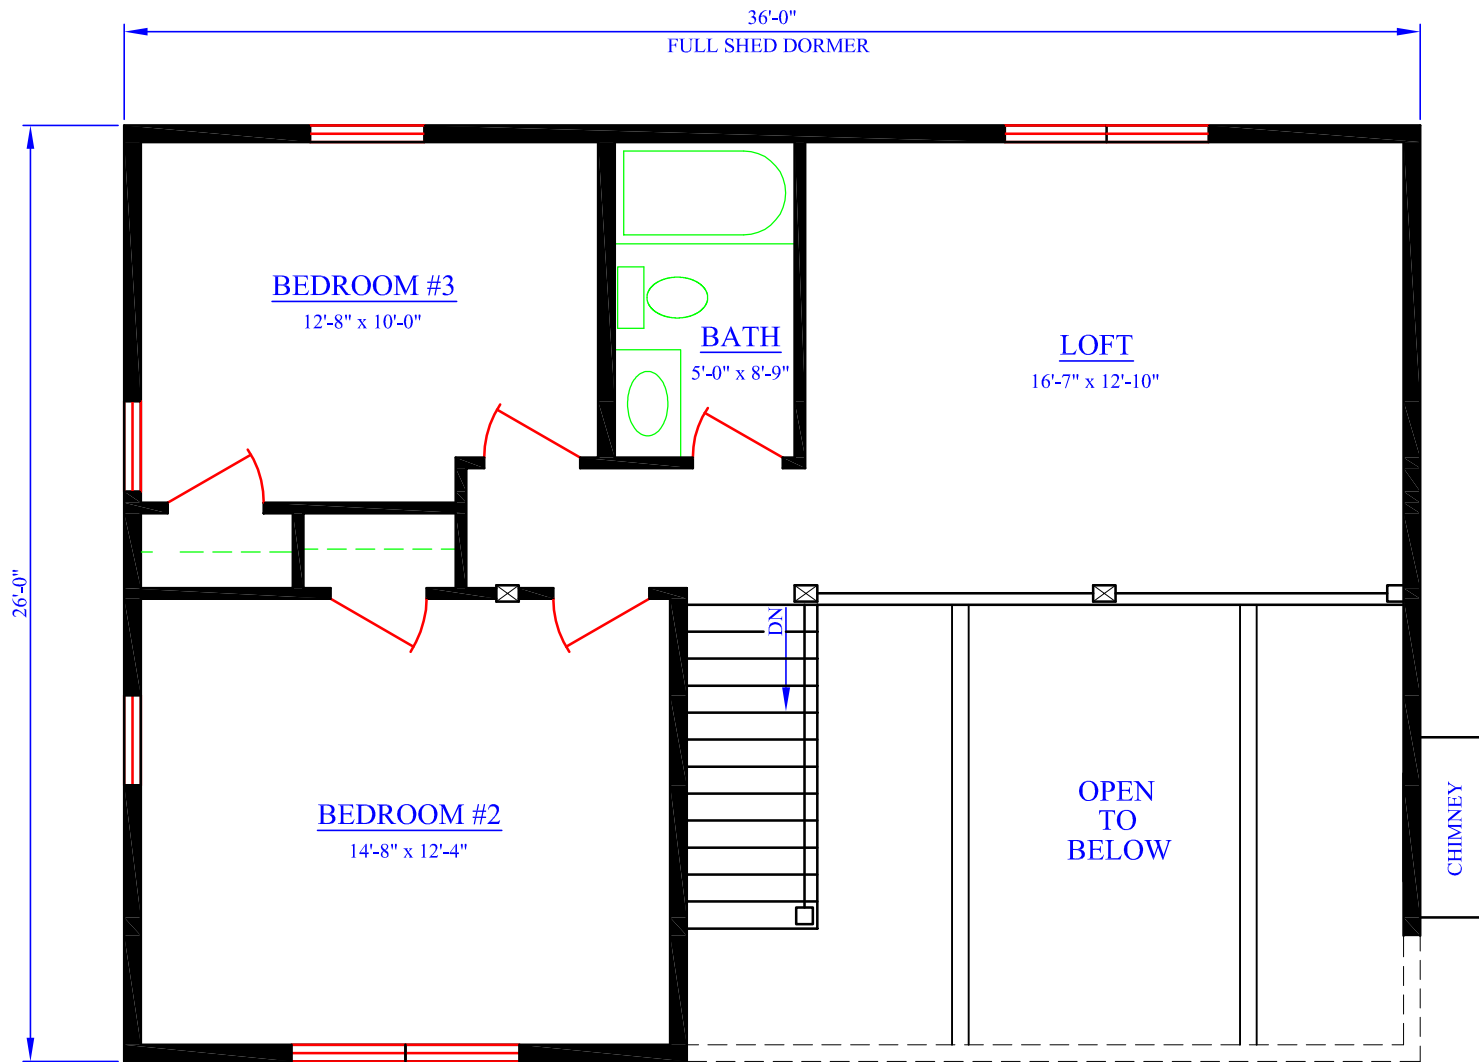 36'-0"
FULL SHED DORMER
26'-0"
BEDROOM #3
12'-8" x 10'-0"
BATH
5'-0" x 8'-9"
LOFT
16'-7" x 12'-10"
DN
BEDROOM #2
14'-8" x 12'-4"
OPEN
TO
BELOW
CHIMNEY